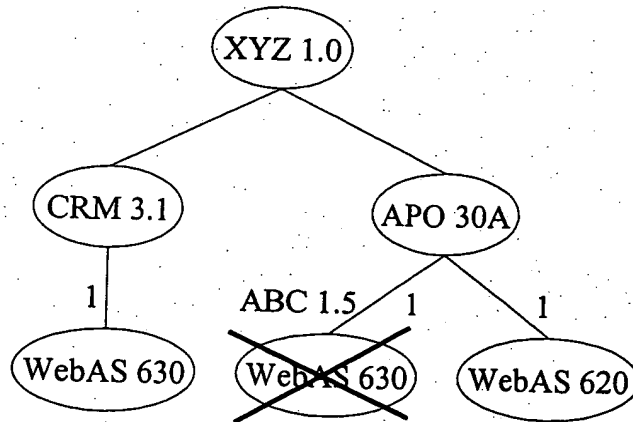 XYZ 1.0
CRM 3.1
APO 30A
1
ABC 1.5
1
1
WebAS 630
WebAS 630
WebAS 620